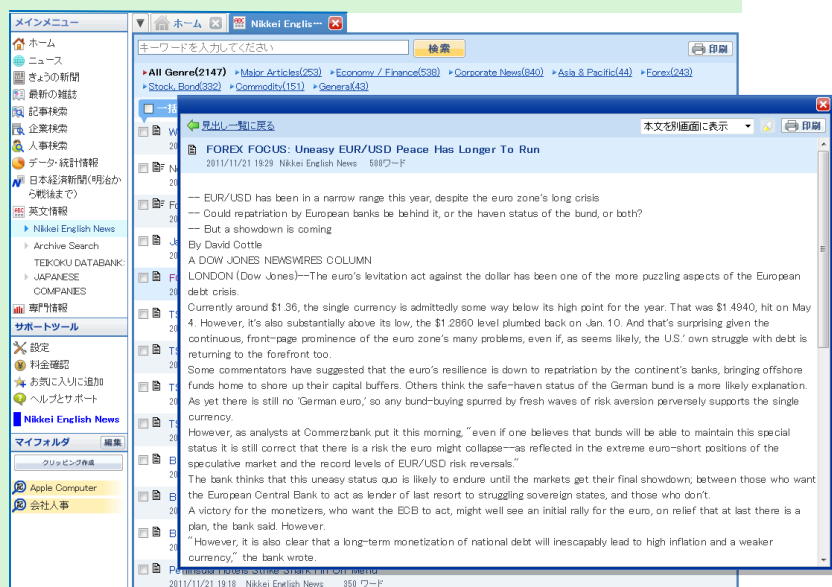 メインメニュー
ホーム
ニュース
きょうの新聞
最新の雑誌
記事検索
企業検索
人事検索
データ・統計情報
日本経済新聞(明治か
ら戦後まで)
英文情報
Nikkei English News
Archive Search
TEIKOKU DATABANK:
JAPANESE
COMPANIES
専門情報
サポートツール
設定
料金確認
お気に入りに追加
ヘルプとサポート
Nikkei English News
マイフォルダ 編集
クリッピング作成
Apple Computer
会社人事
ホーム Nikkei Englis…
キーワードを入力してください 検索 印刷
All Genre(2147) Major Articles(253) Economy / Finance(538) Corporate News(840) Asia & Pacific(44) Forex(243)
Stock, Bond(332) Commodity(151) General(43)
一括
見出し一覧に戻る 本文を別画面に表示 印刷
FOREX FOCUS: Uneasy EUR/USD Peace Has Longer To Run
2011/11/21 19:29 Nikkei English News 588ワード
-- EUR/USD has been in a narrow range this year, despite the euro zone's long crisis
-- Could repatriation by European banks be behind it, or the haven status of the bund, or both?
-- But a showdown is coming
By David Cottle
A DOW JONES NEWSWIRES COLUMN
LONDON (Dow Jones)--The euro's levitation act against the dollar has been one of the more puzzling aspects of the European
debt crisis.
Currently around $1.36, the single currency is admittedly some way below its high point for the year. That was $1.4940, hit on May
4. However, it's also substantially above its low, the $1.2860 level plumbed back on Jan. 10. And that's surprising given the
continuous, front-page prominence of the euro zone's many problems, even if, as seems likely, the U.S.' own struggle with debt is
returning to the forefront too.
Some commentators have suggested that the euro's resilience is down to repatriation by the continent's banks, bringing offshore
funds home to shore up their capital buffers. Others think the safe-haven status of the German bund is a more likely explanation.
As yet there is still no 'German euro,' so any bund-buying spurred by fresh waves of risk aversion perversely supports the single
currency.
However, as analysts at Commerzbank put it this morning, "even if one believes that bunds will be able to maintain this special
status it is still correct that there is a risk the euro might collapse--as reflected in the extreme euro-short positions of the
speculative market and the record levels of EUR/USD risk reversals."
The bank thinks that this uneasy status quo is likely to endure until the markets get their final showdown; between those who want
the European Central Bank to act as lender of last resort to struggling sovereign states, and those who don't.
A victory for the monetizers, who want the ECB to act, might well see an initial rally for the euro, on relief that at last there is a
plan, the bank said. However.
"However, it is also clear that a long-term monetization of national debt will inescapably lead to high inflation and a weaker
currency," the bank wrote.
2011/11/21 19:18 Nikkei English News 350 ワード